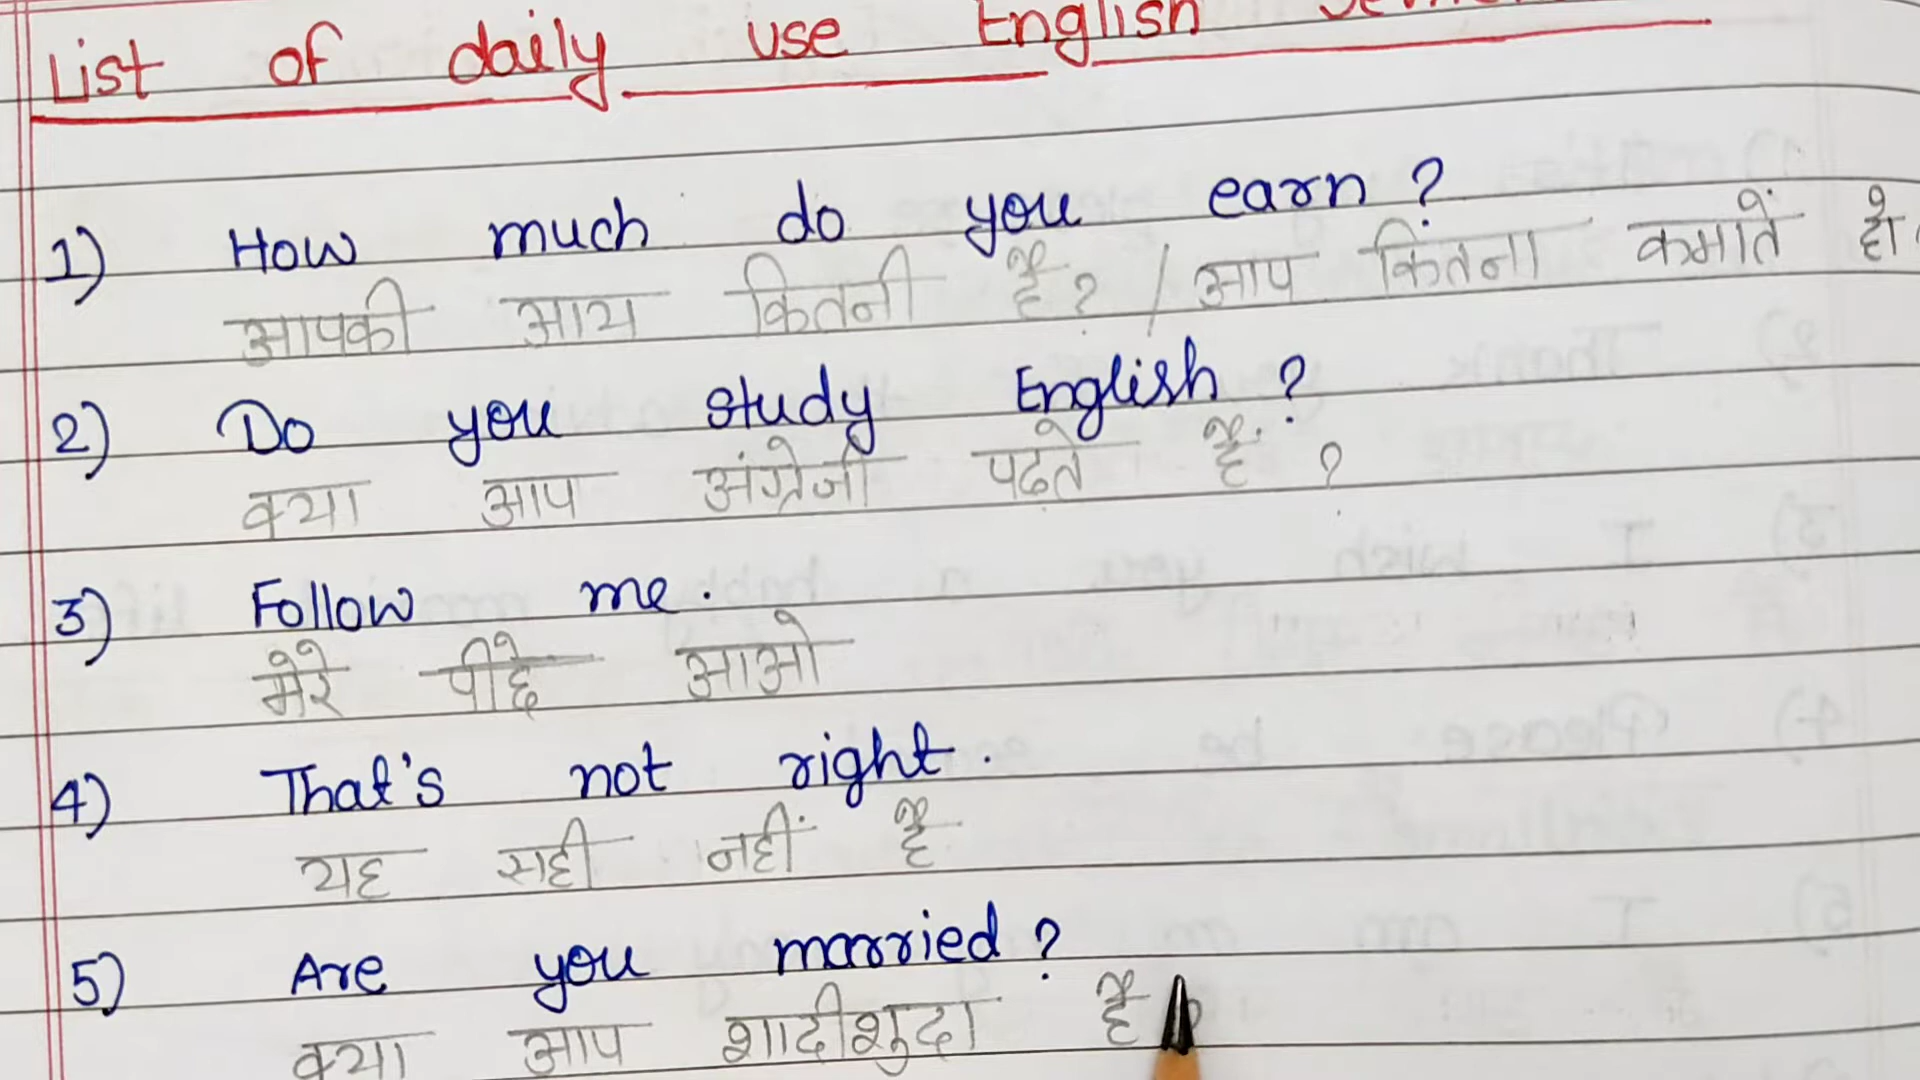 List of daily use English
1) How much do you earn ?
आपकी आय कितनी है ? / आप कितना कमाते हो
2) Do you study English ?
क्या आप अंग्रेजी पढते हैं ?
3) Follow me .
मेरे पीछे आओ
4) That's not right .
यह सही नहीं है
5) Are you married ?
क्या आप शादीशुदा हैं